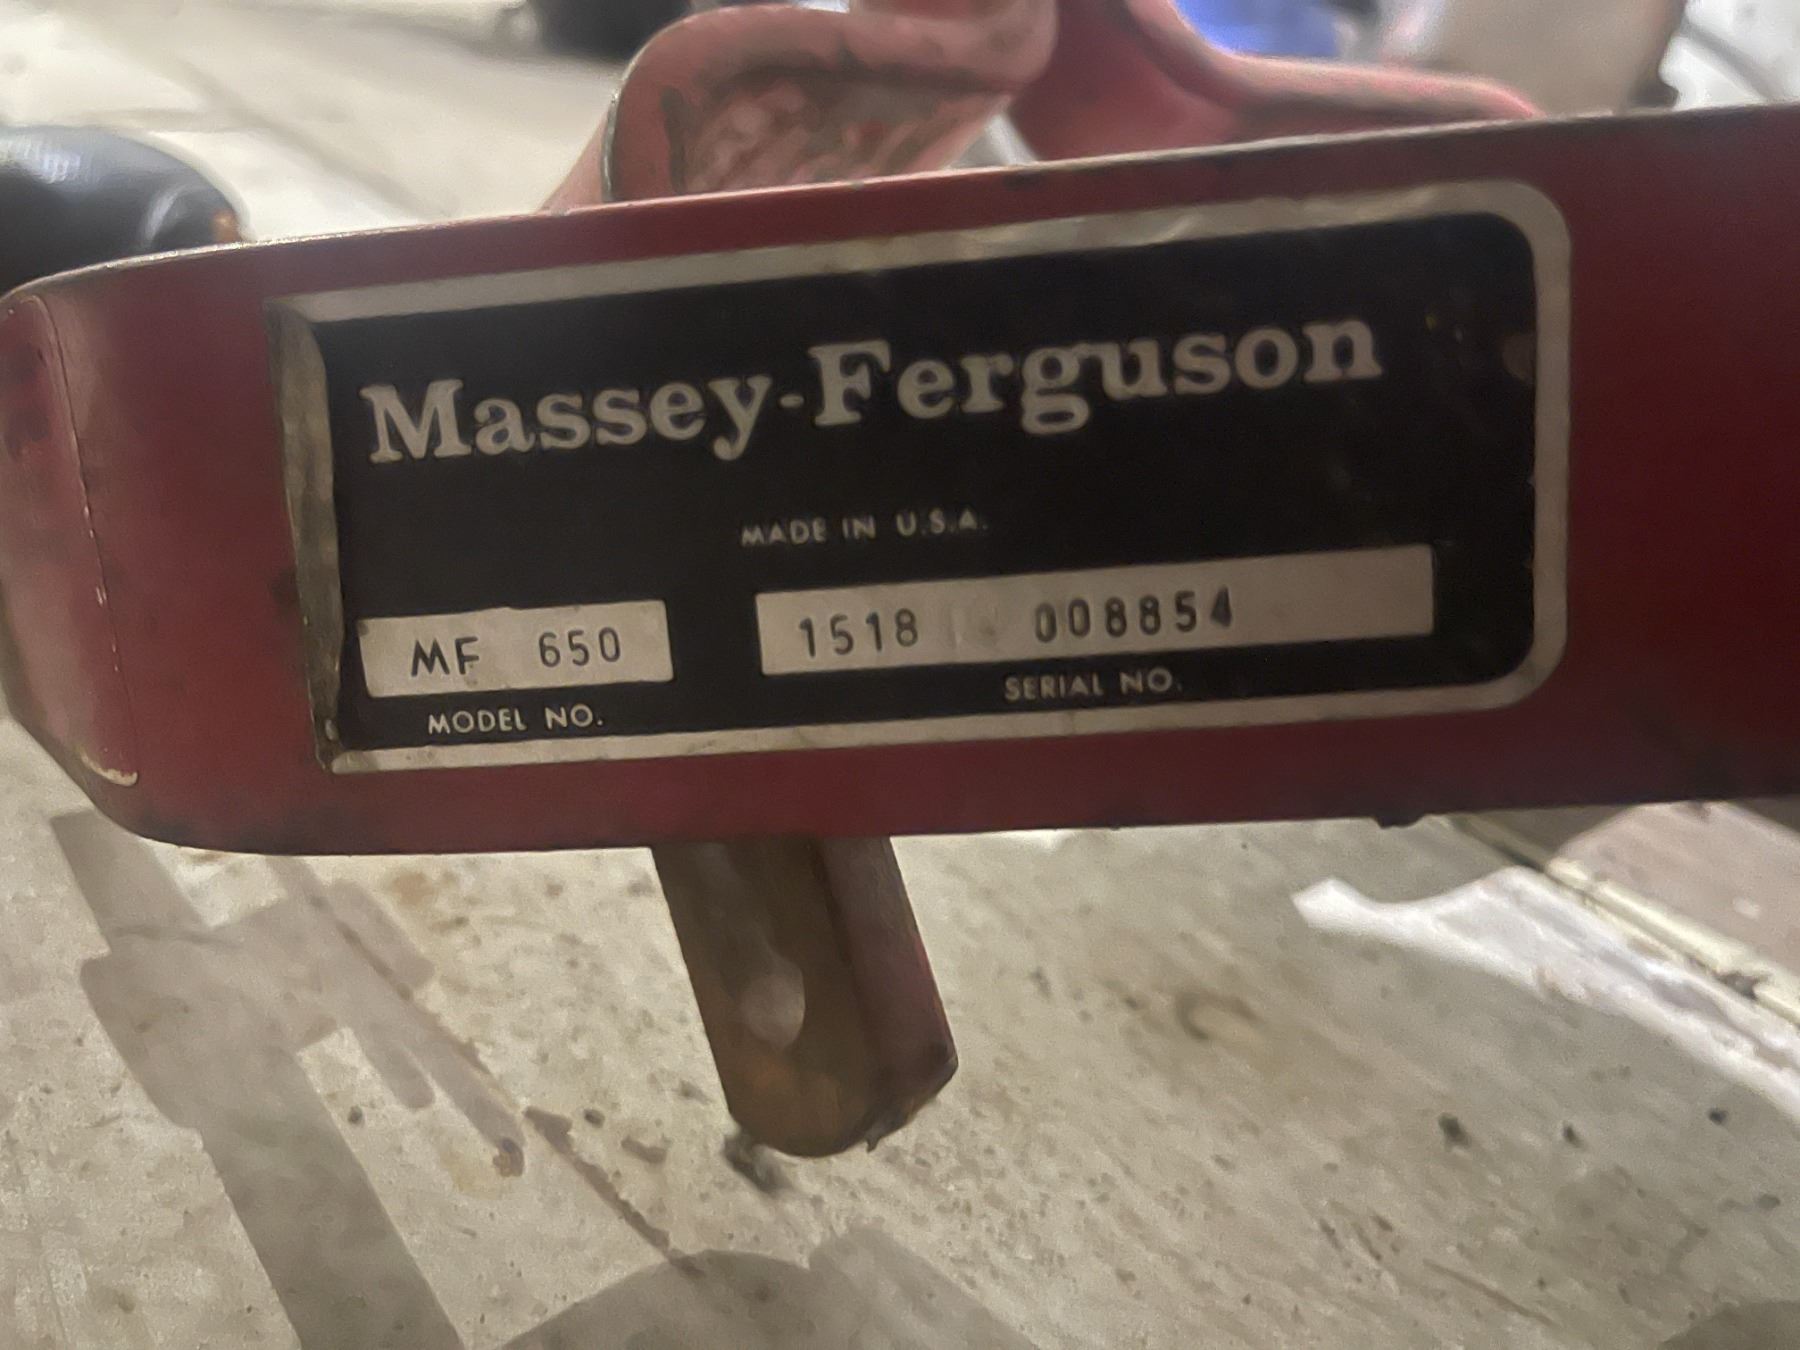 Massey-Ferguson
MADE IN U.S.A.
MF 650 1518 008854
MODEL NO. SERIAL NO.